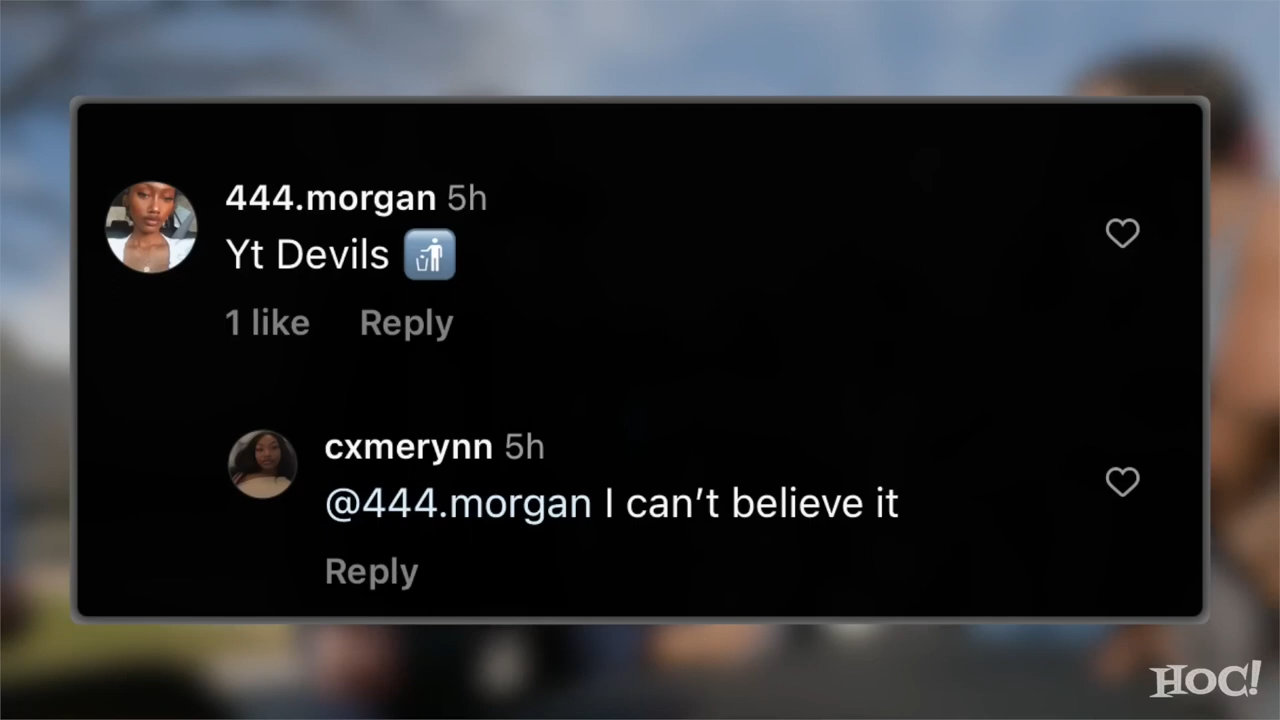 444.morgan 5h
Yt Devils 🚮
1 like Reply
cxmerynn 5h
@444.morgan I can’t believe it
Reply
HOC!